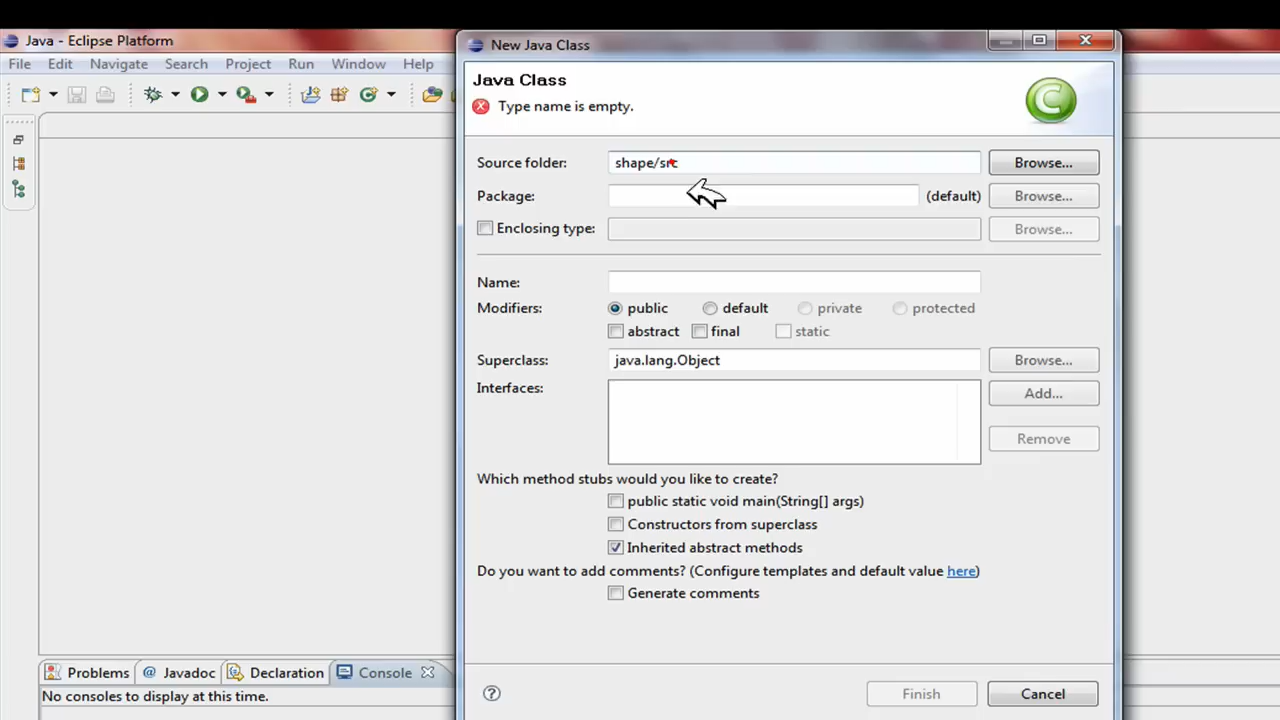 Java - Eclipse Platform
File Edit Navigate Search Project Run Window Help
New Java Class
Java Class
Type name is empty.
Source folder: shape/src Browse...
Package: (default) Browse...
Enclosing type: Browse...
Name:
Modifiers: public default private protected
abstract final static
Superclass: java.lang.Object Browse...
Interfaces: Add...
Remove
Which method stubs would you like to create?
public static void main(String[] args)
Constructors from superclass
Inherited abstract methods
Do you want to add comments? (Configure templates and default value here)
Generate comments
Finish Cancel
Problems @ Javadoc Declaration Console
No consoles to display at this time.